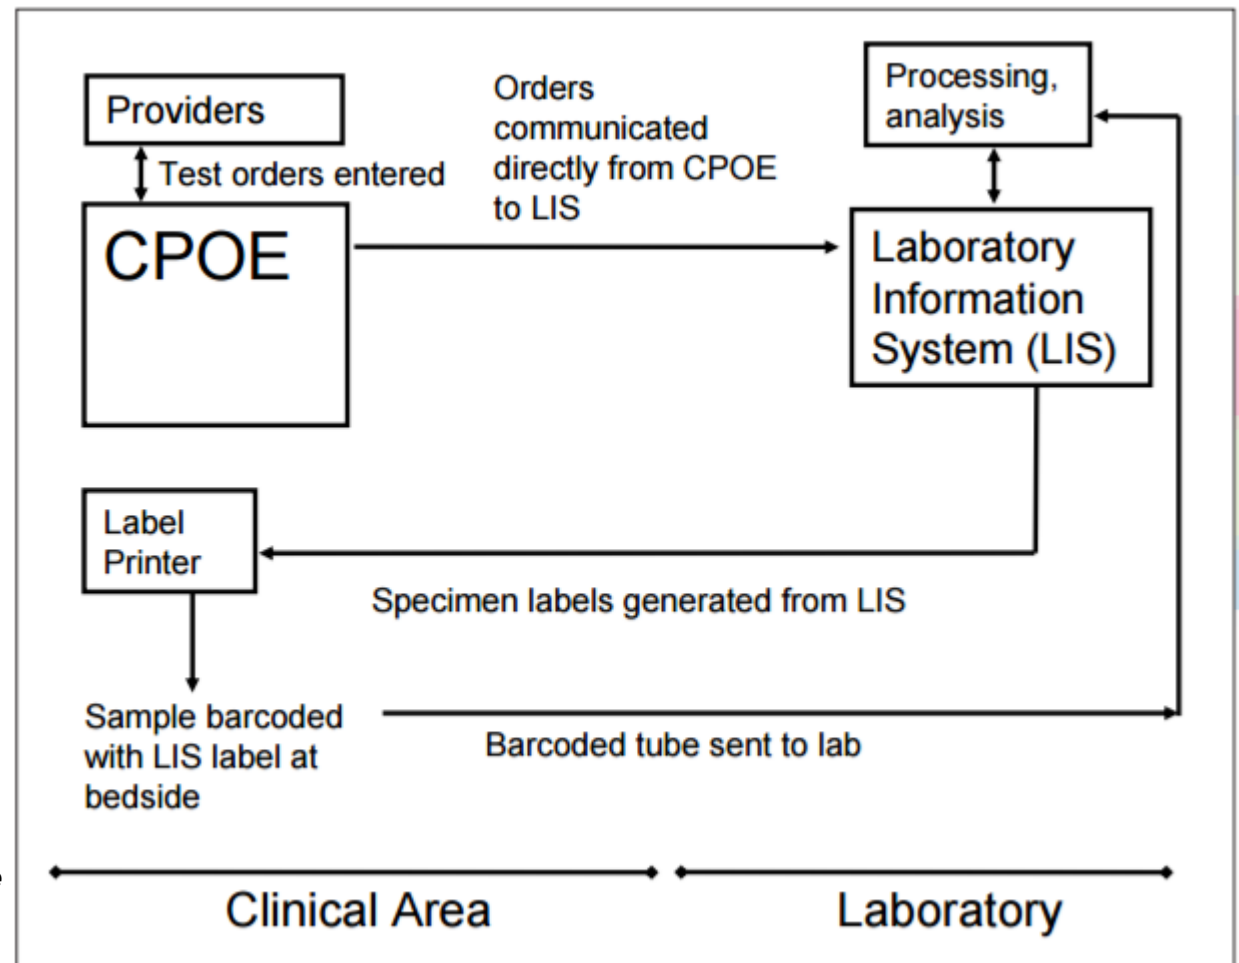 Providers
Test orders entered
CPOE
Orders
communicated
directly from CPOE
to LIS
Processing,
analysis
Laboratory
Information
System (LIS)
Label
Printer
Specimen labels generated from LIS
Sample barcoded
with LIS label at
bedside
Barcoded tube sent to lab
Clinical Area
Laboratory